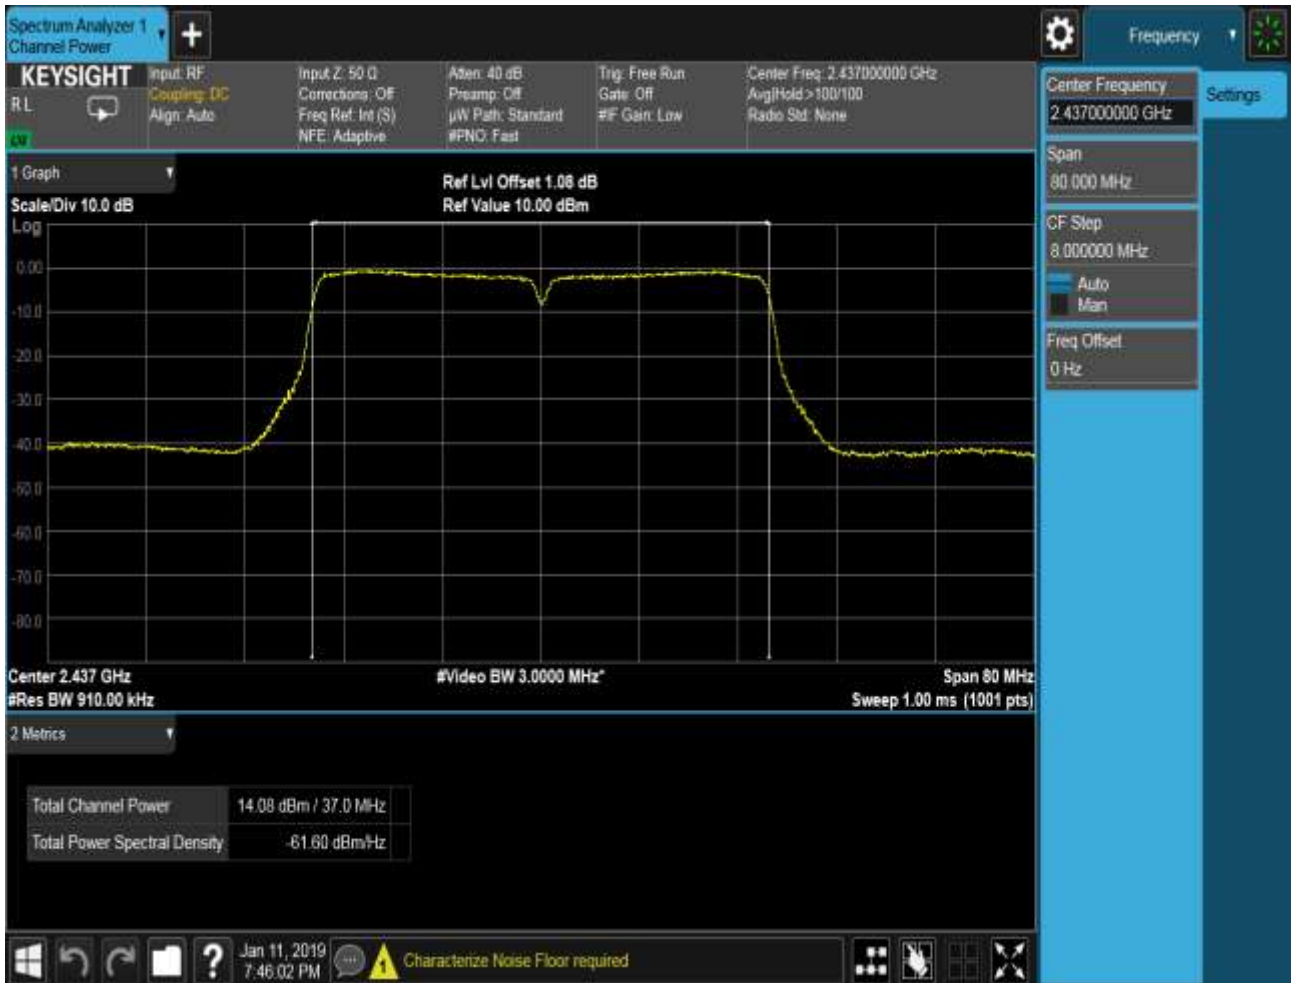 Spectrum Analyzer 1
Channel Power
+
Frequency
KEYSIGHT
R L
LXI
Input: RF
Coupling: DC
Align: Auto
Input Z: 50 Ω
Corrections: Off
Freq Ref: Int (S)
NFE: Adaptive
Atten: 40 dB
Preamp: Off
µW Path: Standard
#PNO: Fast
Trig: Free Run
Gate: Off
#IF Gain: Low
Center Freq: 2.437000000 GHz
Avg|Hold:>100/100
Radio Std: None
Center Frequency
2.437000000 GHz
Settings
Span
80.000 MHz
CF Step
8.000000 MHz
Auto
Man
Freq Offset
0 Hz
1 Graph
Scale/Div 10.0 dB
Ref Lvl Offset 1.08 dB
Ref Value 10.00 dBm
Log
0.00
-10.0
-20.0
-30.0
-40.0
-50.0
-60.0
-70.0
-80.0
Center 2.437 GHz
#Video BW 3.0000 MHz*
Span 80 MHz
#Res BW 910.00 kHz
Sweep 1.00 ms (1001 pts)
2 Metrics
Total Channel Power 14.08 dBm / 37.0 MHz
Total Power Spectral Density -61.60 dBm/Hz
?
Jan 11, 2019
7:46:02 PM
1
Characterize Noise Floor required